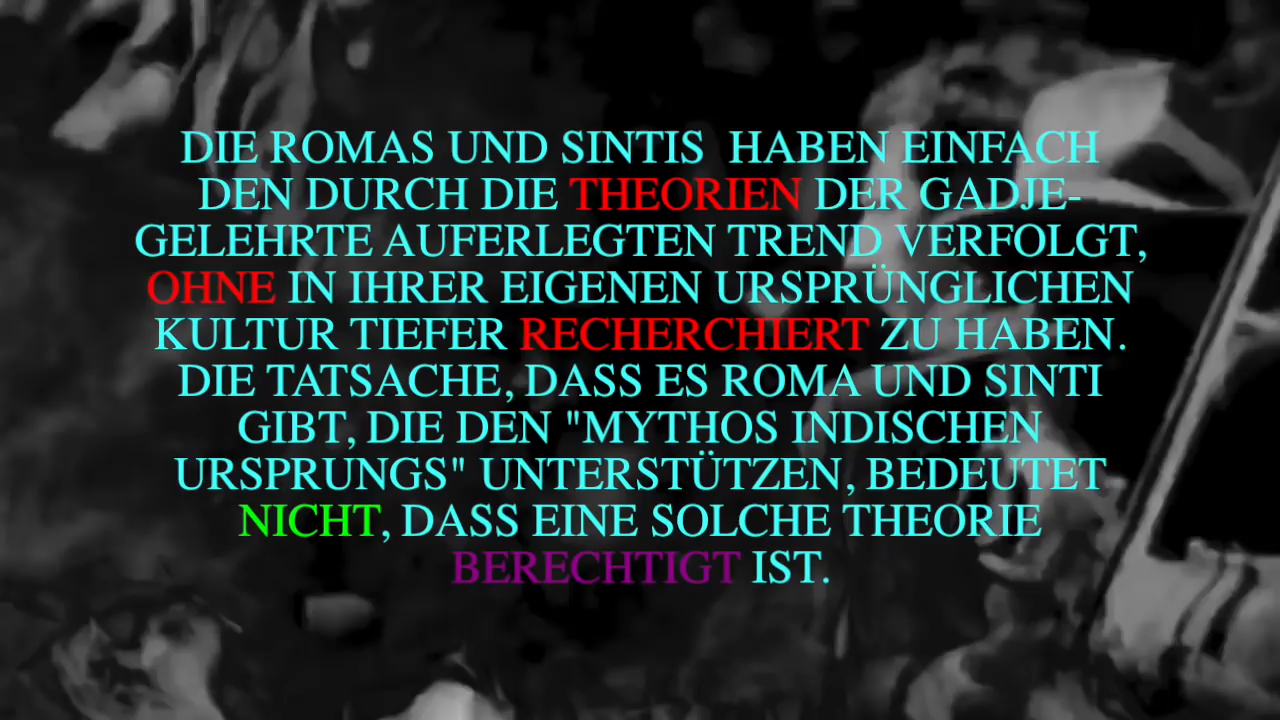 DIE ROMAS UND SINTIS  HABEN EINFACH
DEN DURCH DIE THEORIEN DER GADJE-
GELEHRTE AUFERLEGTEN TREND VERFOLGT,
OHNE IN IHRER EIGENEN URSPRÜNGLICHEN
KULTUR TIEFER RECHERCHIERT ZU HABEN.
DIE TATSACHE, DASS ES ROMA UND SINTI
GIBT, DIE DEN "MYTHOS INDISCHEN
URSPRUNGS" UNTERSTÜTZEN, BEDEUTET
NICHT, DASS EINE SOLCHE THEORIE
BERECHTIGT IST.